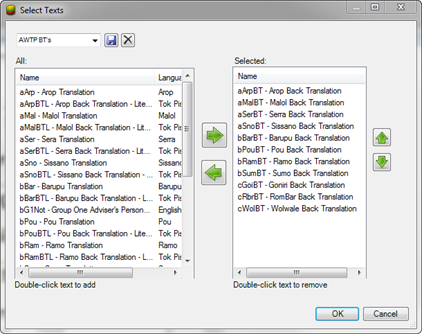 Select Texts
AWTP BT's
All:
Name Langua
aArp - Arop Translation Arop
aArpBTL - Arop Back Translation - Lite... Tok Pis
aMal - Malol Translation Malol
aMalBTL - Malol Back Translation - Lit... Tok Pis
aSer - Sera Translation Serra
aSerBTL - Serra Back Translation - Lit... Tok Pis
aSno - Sissano Translation Sissano
aSnoBTL - Sissano Back Translation - ... Tok Pis
bBar - Barupu Translation Barupu
bBarBTL - Barupu Back Translation - L... Tok Pis
bG1Not - Group One Adviser's Person... English
bPou - Pou Translation Pou
bPouBTL - Pou Back Translation - Lite... Tok Pis
bRam - Ramo Translation Ramo
bRamBTL - Ramo Back Translation - ... Tok Pis
Double-click text to add
Selected:
Name
aArpBT - Arop Back Translation
aMalBT - Malol Back Translation
aSerBT - Serra Back Translation
aSnoBT - Sissano Back Translation
bBarBT - Barupu Back Translation
bPouBT - Pou Back Translation
bRamBT - Ramo Back Translation
bSumBT - Sumo Back Translation
cGoiBT - Goniri Back Translation
cRbrBT - RomBar Back Translation
cWolBT - Wolwale Back Translation
Double-click text to remove
OK
Cancel